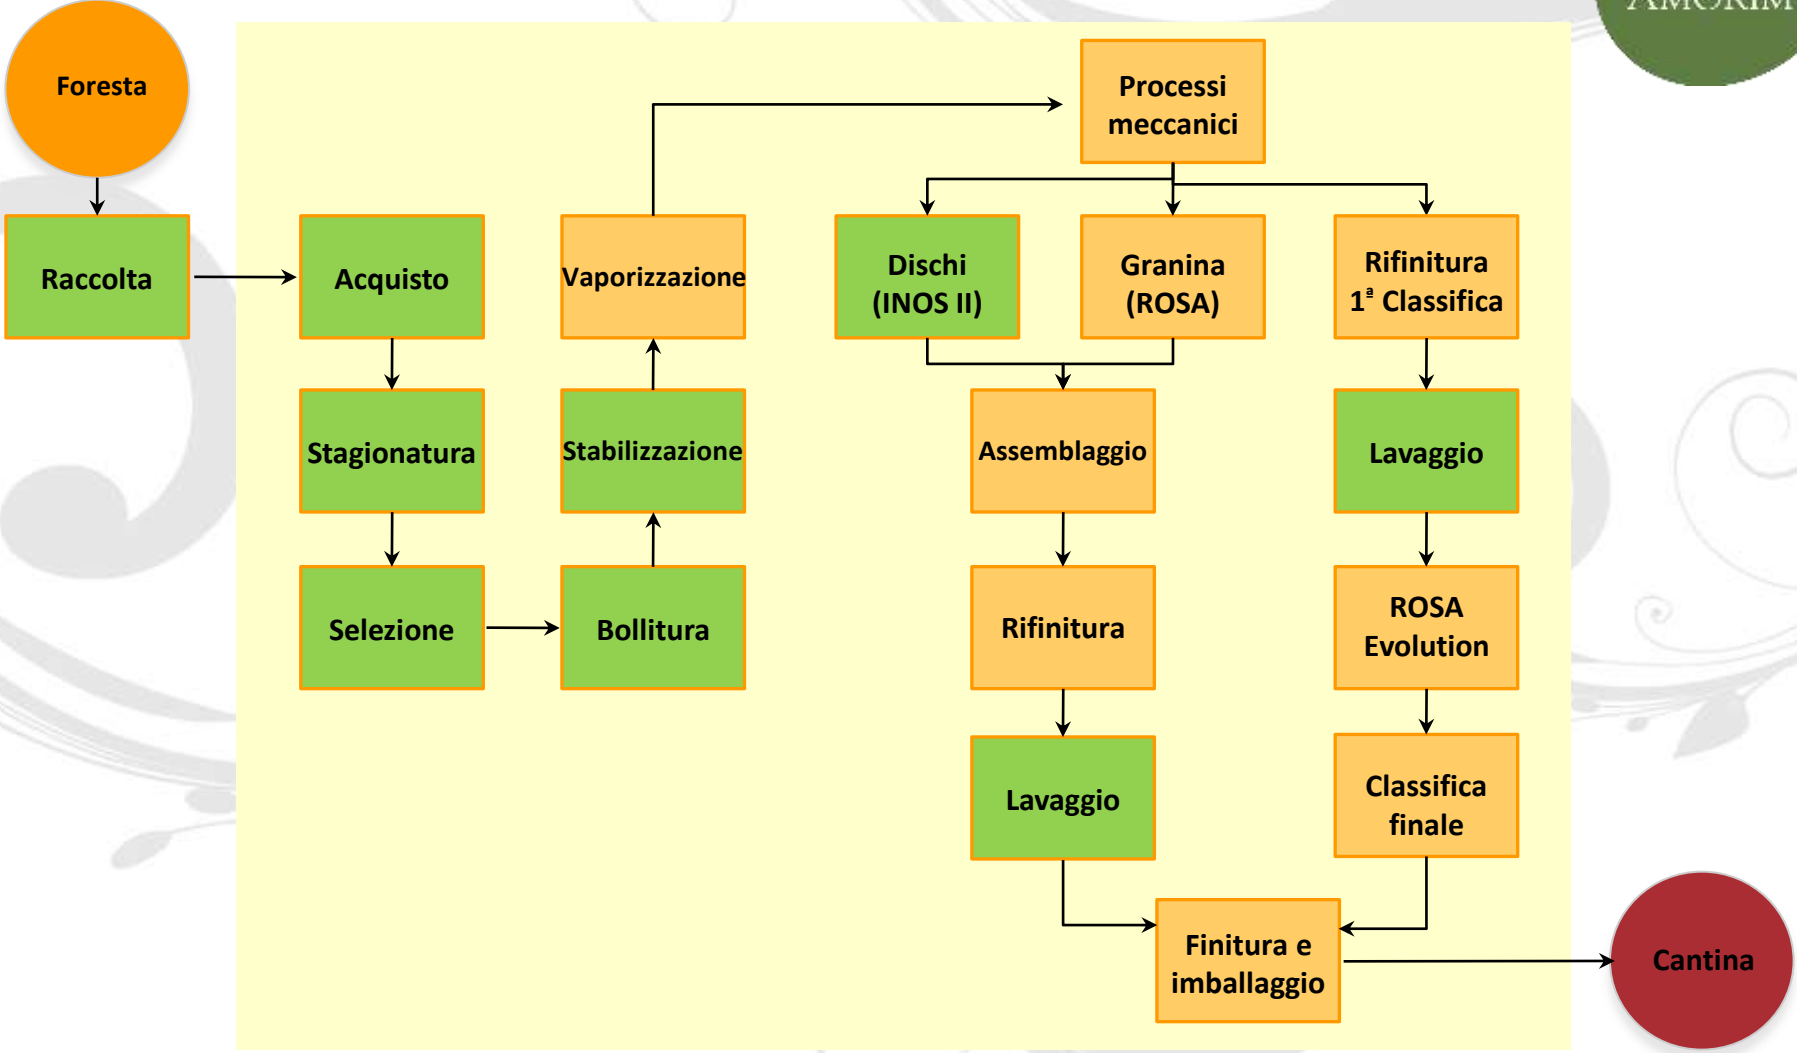 AMORIM
Foresta
Processi
meccanici
Raccolta
Acquisto
Vaporizzazione
Dischi
(INOS II)
Granina
(ROSA)
Rifinitura
1ª Classifica
Stagionatura
Stabilizzazione
Assemblaggio
Lavaggio
Selezione
Bollitura
Rifinitura
ROSA
Evolution
Lavaggio
Classifica
finale
Finitura e
imballaggio
Cantina